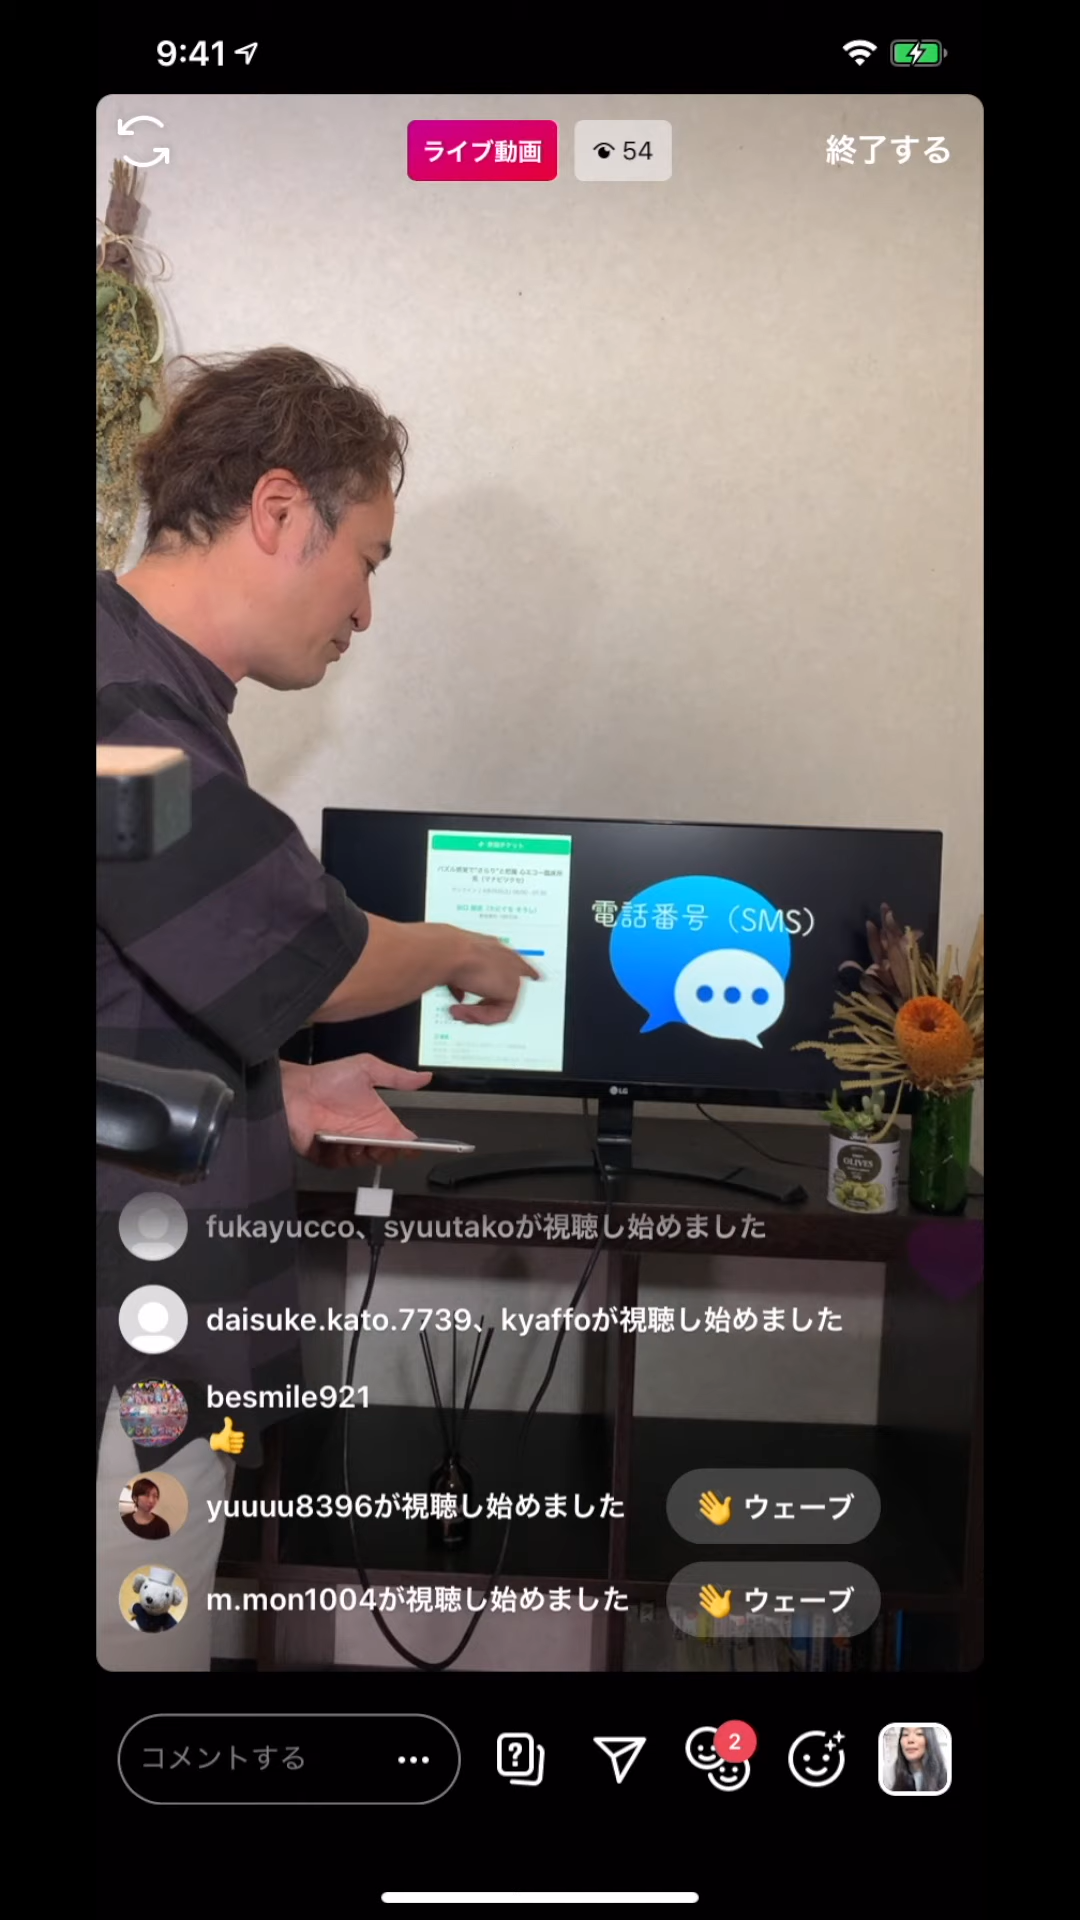 9:41
ライブ動画
54
終了する
電話番号（SMS）
LG
OLIVES
fukayucco、syuutakoが視聴し始めました
daisuke.kato.7739、kyaffoが視聴し始めました
besmile921
👍
yuuuu8396が視聴し始めました
👋 ウェーブ
m.mon1004が視聴し始めました
👋 ウェーブ
コメントする
2